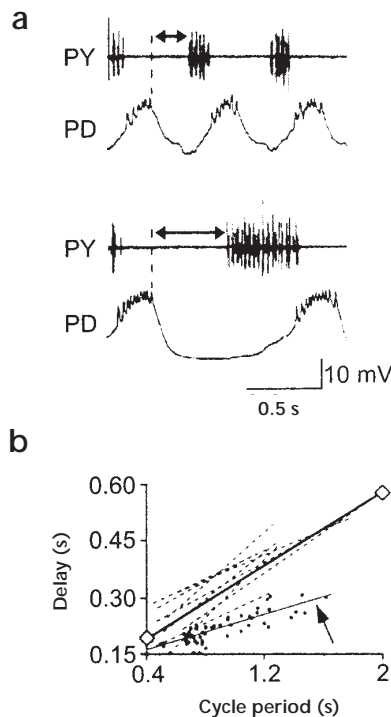 a
PY
PD
PY
PD
10 mV
0.5 s
b
0.60
0.45
0.30
0.15
Delay (s)
0.4
1.2
2
Cycle period (s)